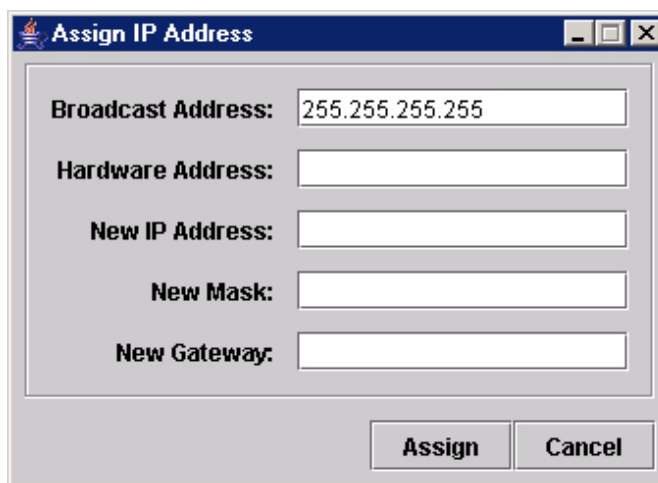 Assign IP Address
Broadcast Address: 255.255.255.255
Hardware Address:
New IP Address:
New Mask:
New Gateway:
Assign Cancel